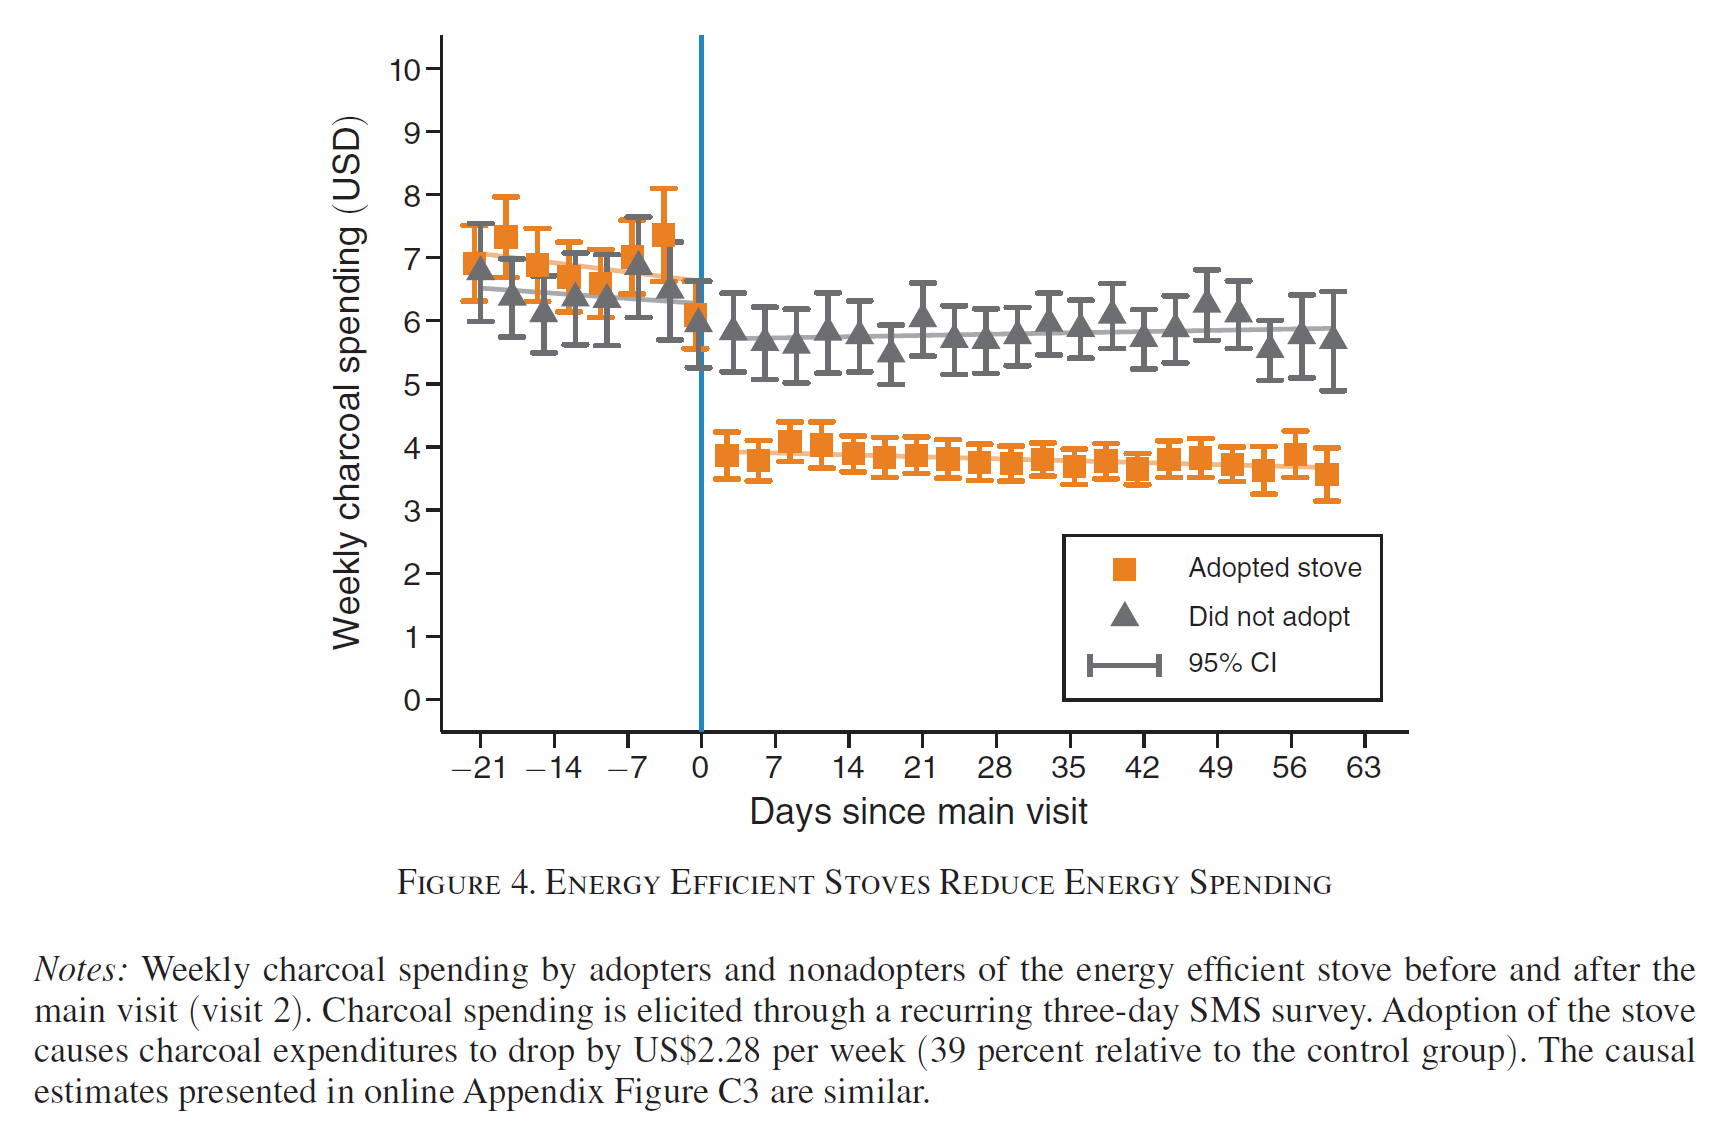 10
9
8
7
6
5
4
3
2
1
0
Weekly charcoal spending (USD)
Adopted stove
Did not adopt
95% CI
−21 −14 −7 0 7 14 21 28 35 42 49 56 63
Days since main visit
FIGURE 4. ENERGY EFFICIENT STOVES REDUCE ENERGY SPENDING
Notes: Weekly charcoal spending by adopters and nonadopters of the energy efficient stove before and after the
main visit (visit 2). Charcoal spending is elicited through a recurring three-day SMS survey. Adoption of the stove
causes charcoal expenditures to drop by US$2.28 per week (39 percent relative to the control group). The causal
estimates presented in online Appendix Figure C3 are similar.